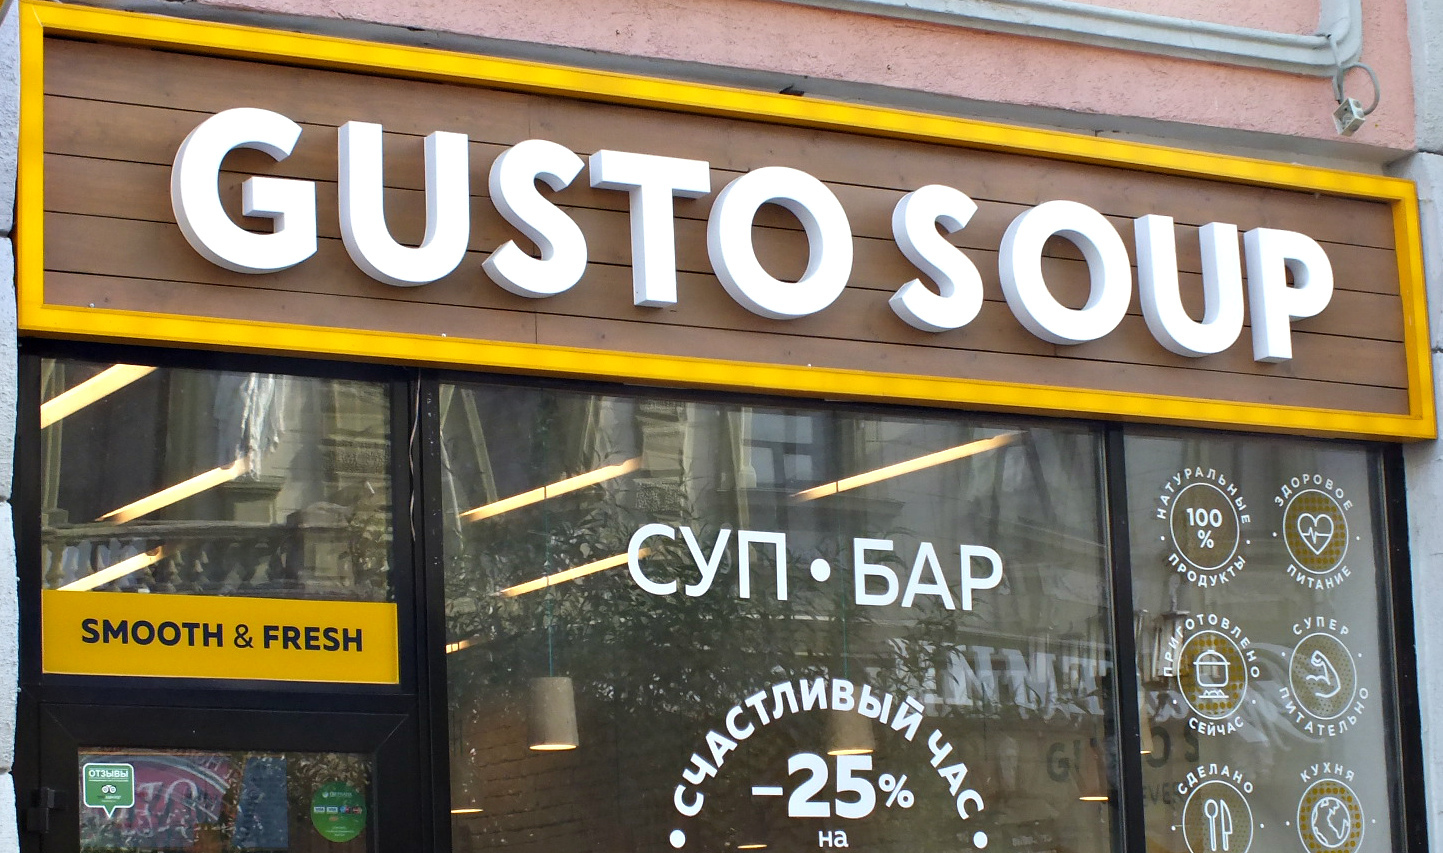 GUSTO SOUP
SMOOTH & FRESH
СУП • БАР
СЧАСТЛИВЫЙ ЧАС
–25%
на
НАТУРАЛЬНЫЕ
100
%
ПРОДУКТЫ
ЗДОРОВОЕ
ПИТАНИЕ
ПРИГОТОВЛЕНО
СЕЙЧАС
СУПЕР
ПИТАТЕЛЬНО
СДЕЛАНО
КУХНЯ
ОТЗЫВЫ